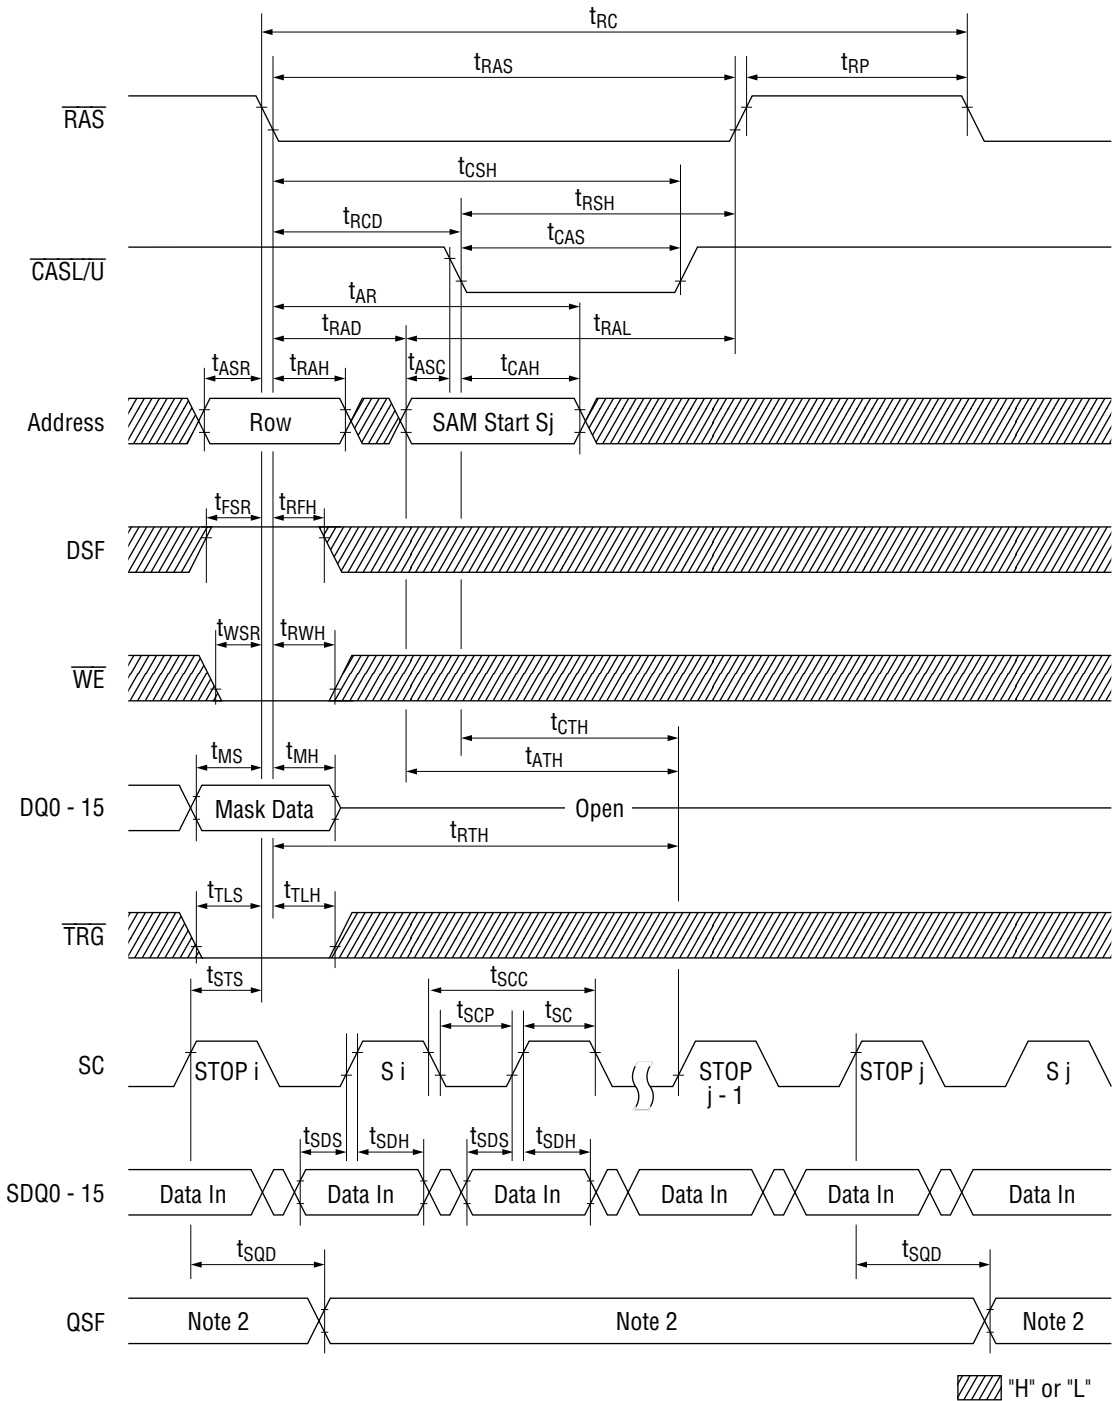 tRC
tRAS
tRP
RAS
tCSH
tRSH
tRCD
tCAS
CASL/U
tAR
tRAD
tRAL
tASR
tRAH
tASC
tCAH
Address
Row
SAM Start Sj
tFSR
tRFH
DSF
tWSR
tRWH
WE
tCTH
tATH
tMS
tMH
DQ0 - 15
Mask Data
Open
tRTH
tTLS
tTLH
TRG
tSTS
tSCC
tSCP
tSC
SC
STOP i
S i
STOP
j - 1
STOP j
S j
tSDS
tSDH
tSDS
tSDH
SDQ0 - 15
Data In
Data In
Data In
Data In
Data In
Data In
tSQD
tSQD
QSF
Note 2
Note 2
Note 2
"H" or "L"